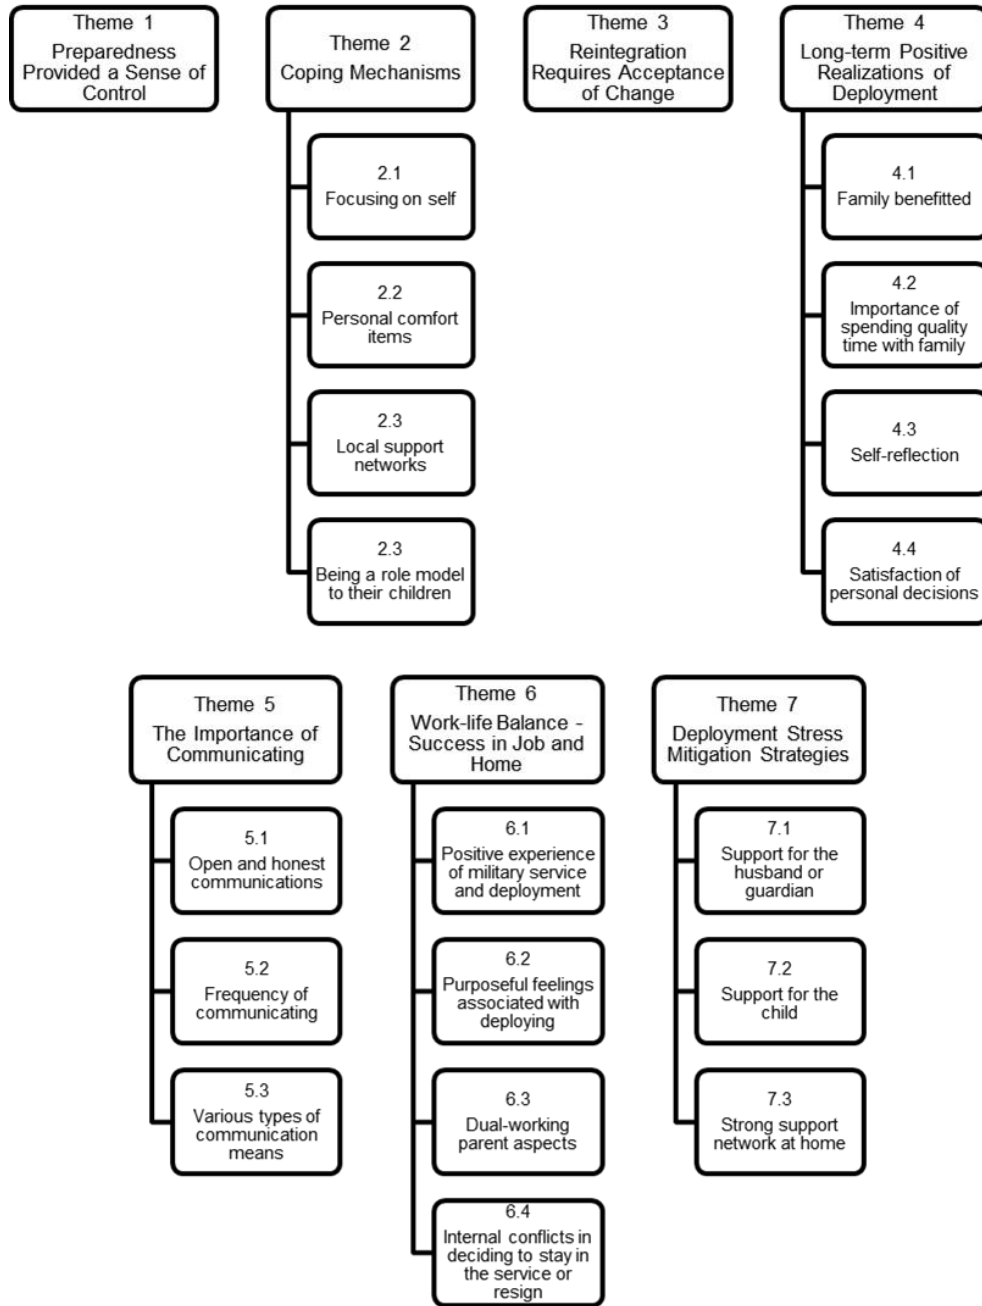 Theme 1
Preparedness
Provided a Sense of
Control
Theme 2
Coping Mechanisms
2.1
Focusing on self
2.2
Personal comfort
items
2.3
Local support
networks
2.3
Being a role model
to their children
Theme 3
Reintegration
Requires Acceptance
of Change
Theme 4
Long-term Positive
Realizations of
Deployment
4.1
Family benefitted
4.2
Importance of
spending quality
time with family
4.3
Self-reflection
4.4
Satisfaction of
personal decisions
Theme 5
The Importance of
Communicating
5.1
Open and honest
communications
5.2
Frequency of
communicating
5.3
Various types of
communication
means
Theme 6
Work-life Balance -
Success in Job and
Home
6.1
Positive experience
of military service
and deployment
6.2
Purposeful feelings
associated with
deploying
6.3
Dual-working
parent aspects
6.4
Internal conflicts in
deciding to stay in
the service or
resign
Theme 7
Deployment Stress
Mitigation Strategies
7.1
Support for the
husband or
guardian
7.2
Support for the
child
7.3
Strong support
network at home